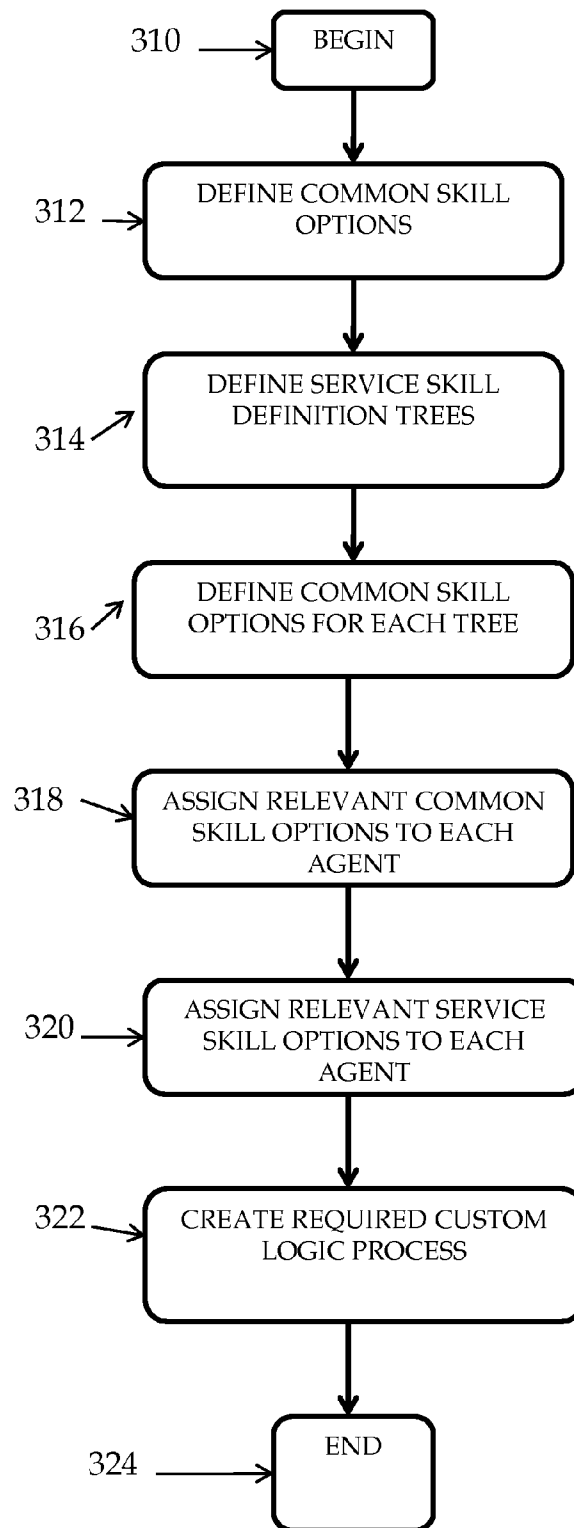 310
BEGIN
312
DEFINE COMMON SKILL
OPTIONS
314
DEFINE SERVICE SKILL
DEFINITION TREES
316
DEFINE COMMON SKILL
OPTIONS FOR EACH TREE
318
ASSIGN RELEVANT COMMON
SKILL OPTIONS TO EACH
AGENT
320
ASSIGN RELEVANT SERVICE
SKILL OPTIONS TO EACH
AGENT
322
CREATE REQUIRED CUSTOM
LOGIC PROCESS
324
END